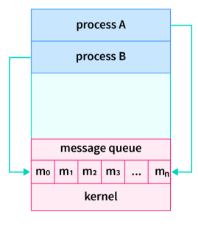 process A
process B
message queue
m₀ m₁ m₂ m₃ ... mₙ
kernel